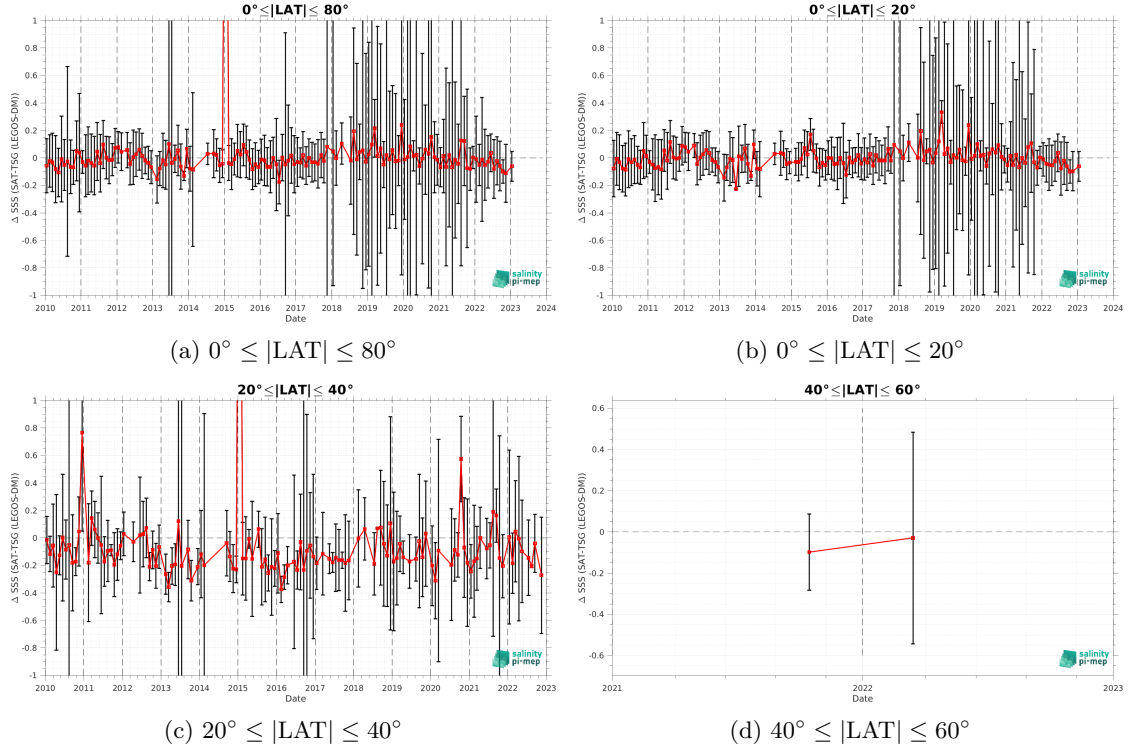 0°≤|LAT|≤ 80°
Δ SSS (SAT-TSG (LEGOS-DM))
1
0.8
0.6
0.4
0.2
0
-0.2
-0.4
-0.6
-0.8
-1
2010 2011 2012 2013 2014 2015 2016 2017 2018 2019 2020 2021 2022 2023 2024
Date
salinity
pi-mep
(a) 0° ≤ |LAT| ≤ 80°
0°≤|LAT|≤ 20°
Δ SSS (SAT-TSG (LEGOS-DM))
1
0.8
0.6
0.4
0.2
0
-0.2
-0.4
-0.6
-0.8
-1
2010 2011 2012 2013 2014 2015 2016 2017 2018 2019 2020 2021 2022 2023 2024
Date
salinity
pi-mep
(b) 0° ≤ |LAT| ≤ 20°
20°≤|LAT|≤ 40°
Δ SSS (SAT-TSG (LEGOS-DM))
1
0.8
0.6
0.4
0.2
0
-0.2
-0.4
-0.6
-0.8
-1
2010 2011 2012 2013 2014 2015 2016 2017 2018 2019 2020 2021 2022 2023
Date
salinity
pi-mep
(c) 20° ≤ |LAT| ≤ 40°
40°≤|LAT|≤ 60°
Δ SSS (SAT-TSG (LEGOS-DM))
0.6
0.4
0.2
0
-0.2
-0.4
-0.6
2021 2022 2023
Date
salinity
pi-mep
(d) 40° ≤ |LAT| ≤ 60°